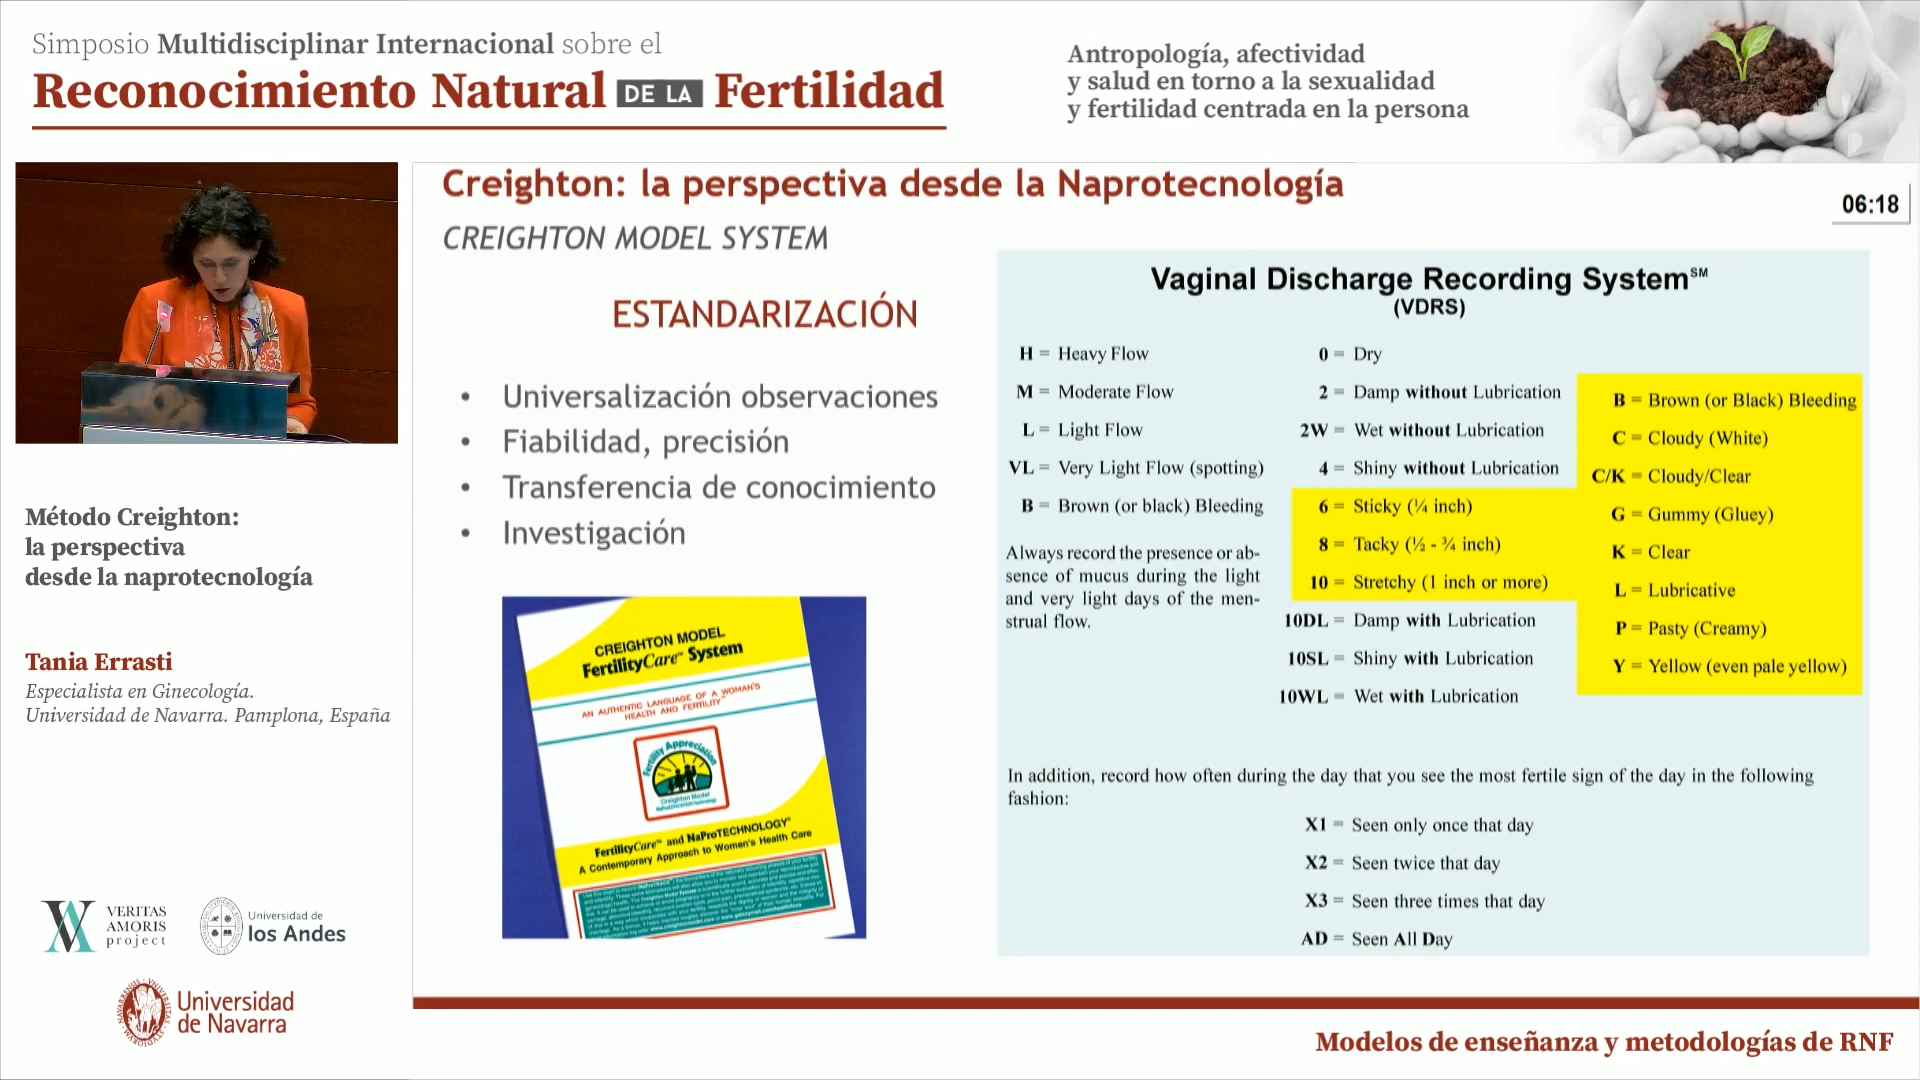 Simposio Multidisciplinar Internacional sobre el
Reconocimiento Natural DE LA Fertilidad
Antropología, afectividad
y salud en torno a la sexualidad
y fertilidad centrada en la persona
Creighton: la perspectiva desde la Naprotecnología
06:18
CREIGHTON MODEL SYSTEM
ESTANDARIZACIÓN
• Universalización observaciones
• Fiabilidad, precisión
• Transferencia de conocimiento
• Investigación
CREIGHTON MODEL
FertilityCare™ System
AN AUTHENTIC LANGUAGE OF A WOMAN'S
HEALTH AND FERTILITY™
Fertility Appreciation
Creighton Model
FertilityCare™ and NaProTECHNOLOGY®
A Contemporary Approach to Women's Health Care
Vaginal Discharge Recording System℠
(VDRS)
H = Heavy Flow
M = Moderate Flow
L = Light Flow
VL = Very Light Flow (spotting)
B = Brown (or black) Bleeding
Always record the presence or ab-
sence of mucus during the light
and very light days of the men-
strual flow.
0 = Dry
2 = Damp without Lubrication
2W = Wet without Lubrication
4 = Shiny without Lubrication
6 = Sticky (¼ inch)
8 = Tacky (½ - ¾ inch)
10 = Stretchy (1 inch or more)
10DL = Damp with Lubrication
10SL = Shiny with Lubrication
10WL = Wet with Lubrication
B = Brown (or Black) Bleeding
C = Cloudy (White)
C/K = Cloudy/Clear
G = Gummy (Gluey)
K = Clear
L = Lubricative
P = Pasty (Creamy)
Y = Yellow (even pale yellow)
In addition, record how often during the day that you see the most fertile sign of the day in the following
fashion:
X1 = Seen only once that day
X2 = Seen twice that day
X3 = Seen three times that day
AD = Seen All Day
Método Creighton:
la perspectiva
desde la naprotecnología
Tania Errasti
Especialista en Ginecología.
Universidad de Navarra. Pamplona, España
VERITAS
AMORIS
project
Universidad de
los Andes
Universidad
de Navarra
Modelos de enseñanza y metodologías de RNF